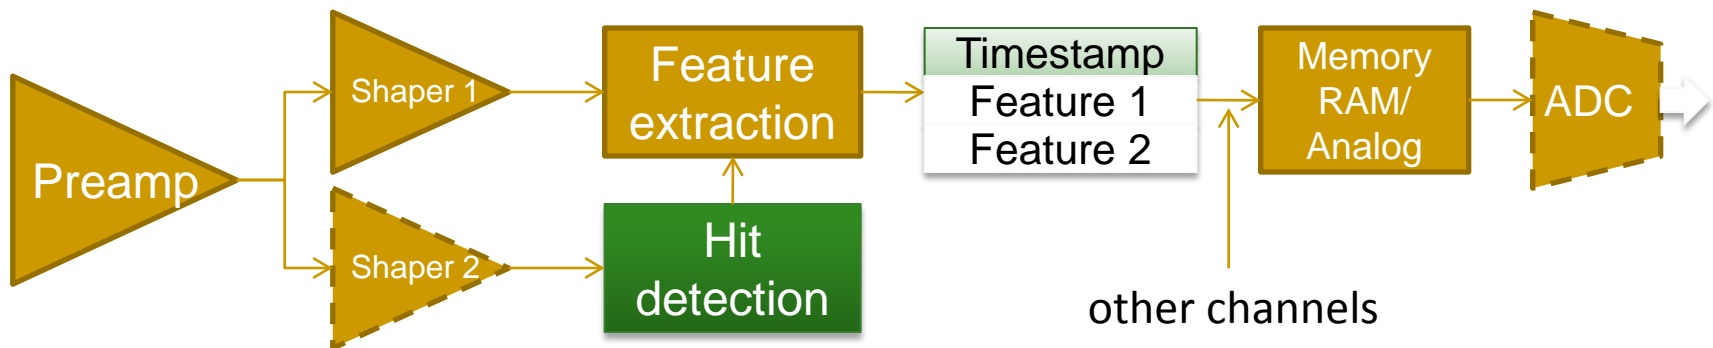 Preamp
Shaper 1
Shaper 2
Feature
extraction
Hit
detection
Timestamp
Feature 1
Feature 2
other channels
Memory
RAM/
Analog
ADC